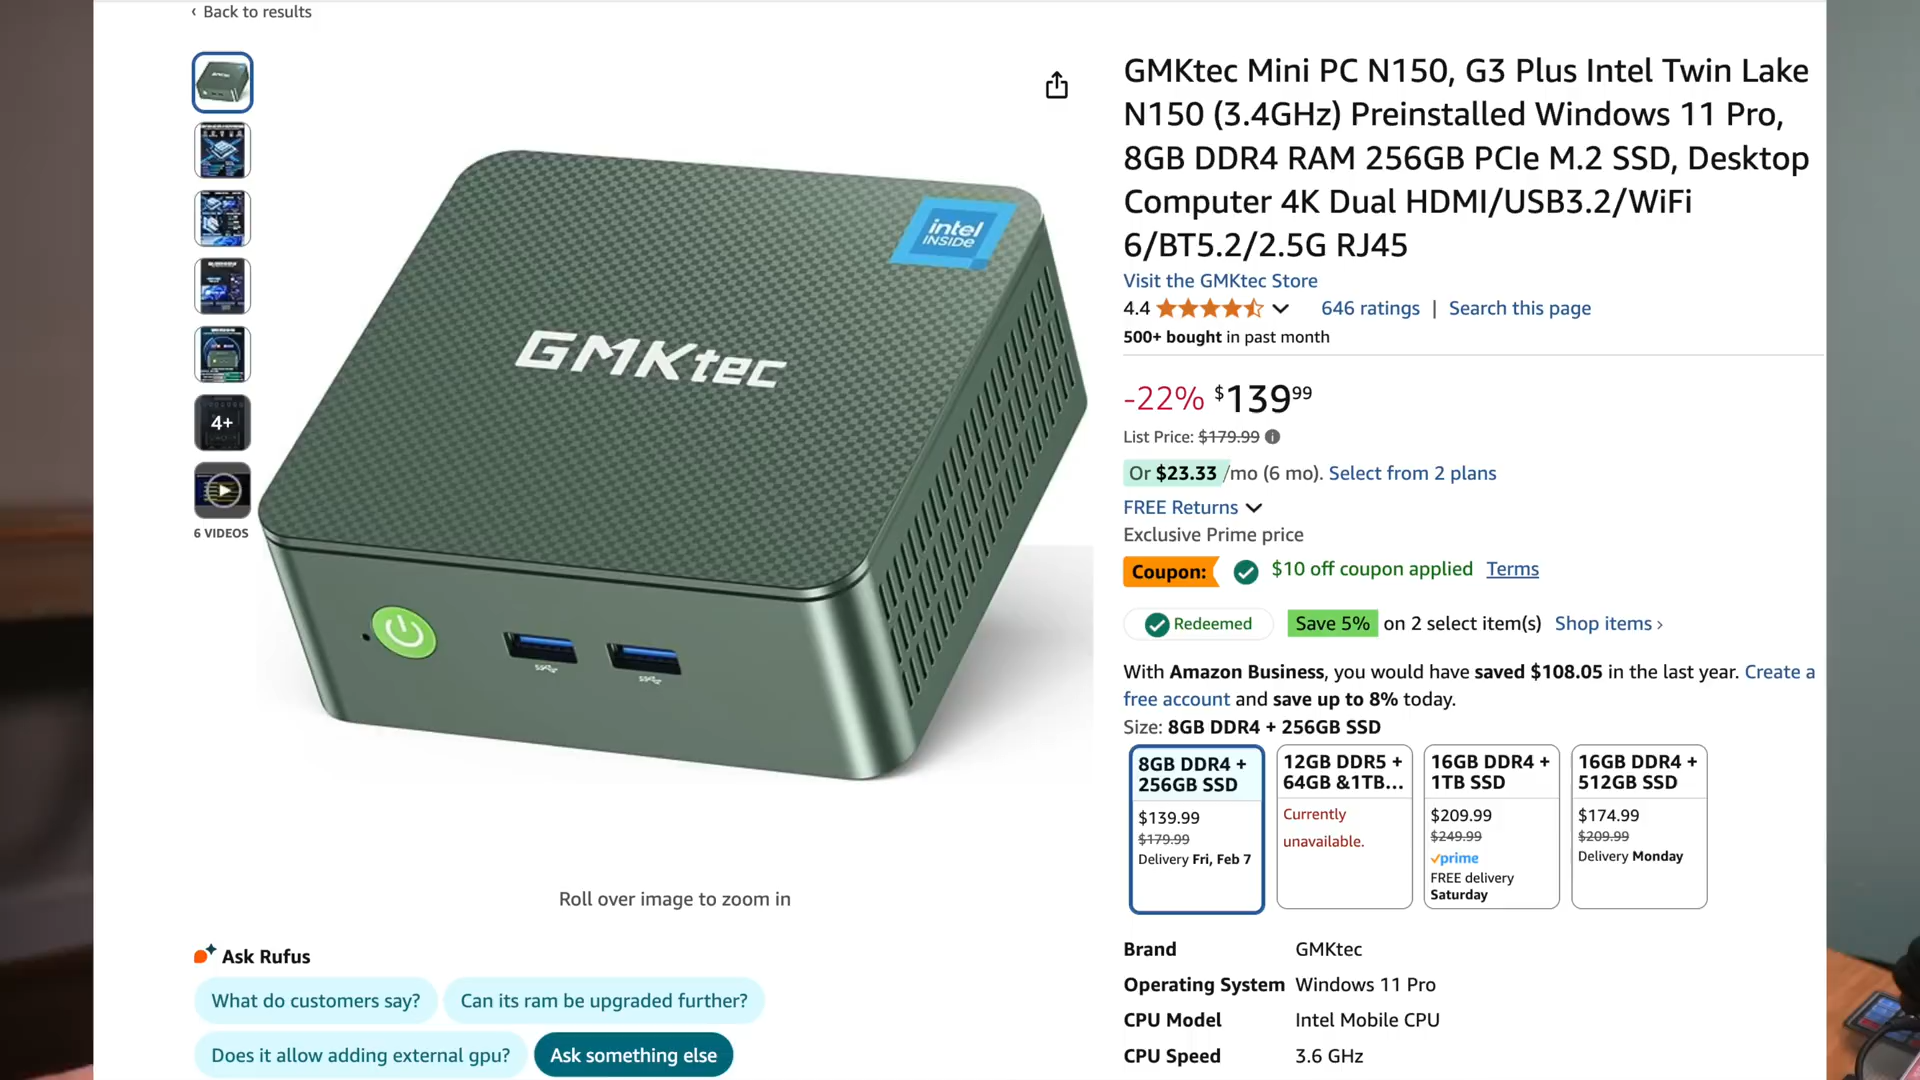 ‹ Back to results
4+
6 VIDEOS
intel
INSIDE
GMKtec
Roll over image to zoom in
Ask Rufus
What do customers say?
Can its ram be upgraded further?
Does it allow adding external gpu?
Ask something else
GMKtec Mini PC N150, G3 Plus Intel Twin Lake
N150 (3.4GHz) Preinstalled Windows 11 Pro,
8GB DDR4 RAM 256GB PCIe M.2 SSD, Desktop
Computer 4K Dual HDMI/USB3.2/WiFi
6/BT5.2/2.5G RJ45
Visit the GMKtec Store
4.4 646 ratings | Search this page
500+ bought in past month
-22% $139.99
List Price: $179.99
Or $23.33 /mo (6 mo). Select from 2 plans
FREE Returns
Exclusive Prime price
Coupon: $10 off coupon applied Terms
Redeemed Save 5% on 2 select item(s) Shop items ›
With Amazon Business, you would have saved $108.05 in the last year. Create a
free account and save up to 8% today.
Size: 8GB DDR4 + 256GB SSD
8GB DDR4 +
256GB SSD
$139.99
$179.99
Delivery Fri, Feb 7
12GB DDR5 +
64GB &1TB...
Currently
unavailable.
16GB DDR4 +
1TB SSD
$209.99
$249.99
prime
FREE delivery
Saturday
16GB DDR4 +
512GB SSD
$174.99
$209.99
Delivery Monday
Brand GMKtec
Operating System Windows 11 Pro
CPU Model Intel Mobile CPU
CPU Speed 3.6 GHz